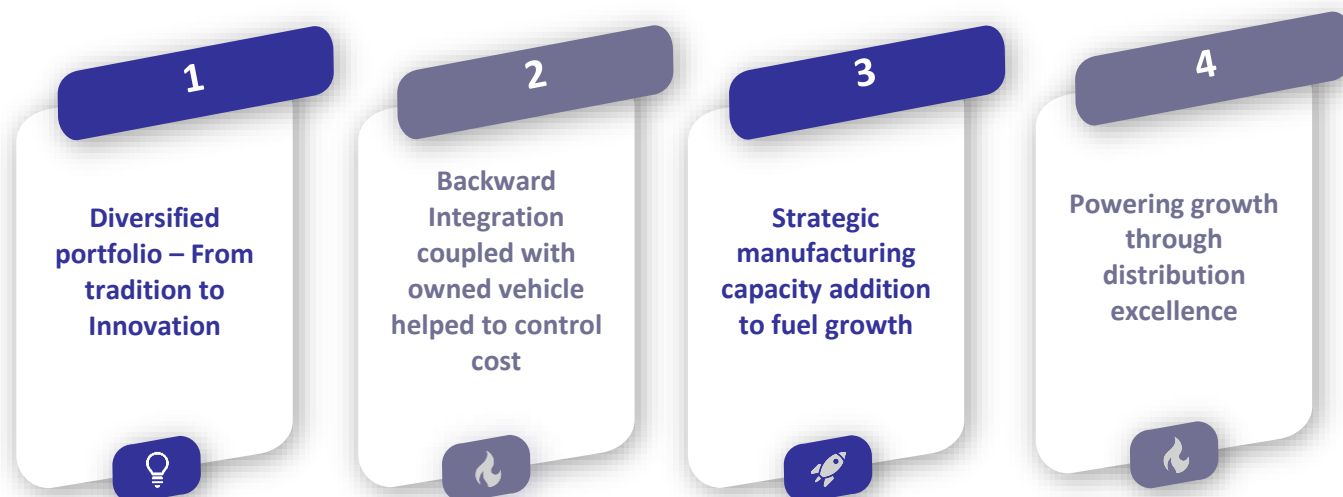 1
Diversified
portfolio – From
tradition to
Innovation
2
Backward
Integration
coupled with
owned vehicle
helped to control
cost
3
Strategic
manufacturing
capacity addition
to fuel growth
4
Powering growth
through
distribution
excellence